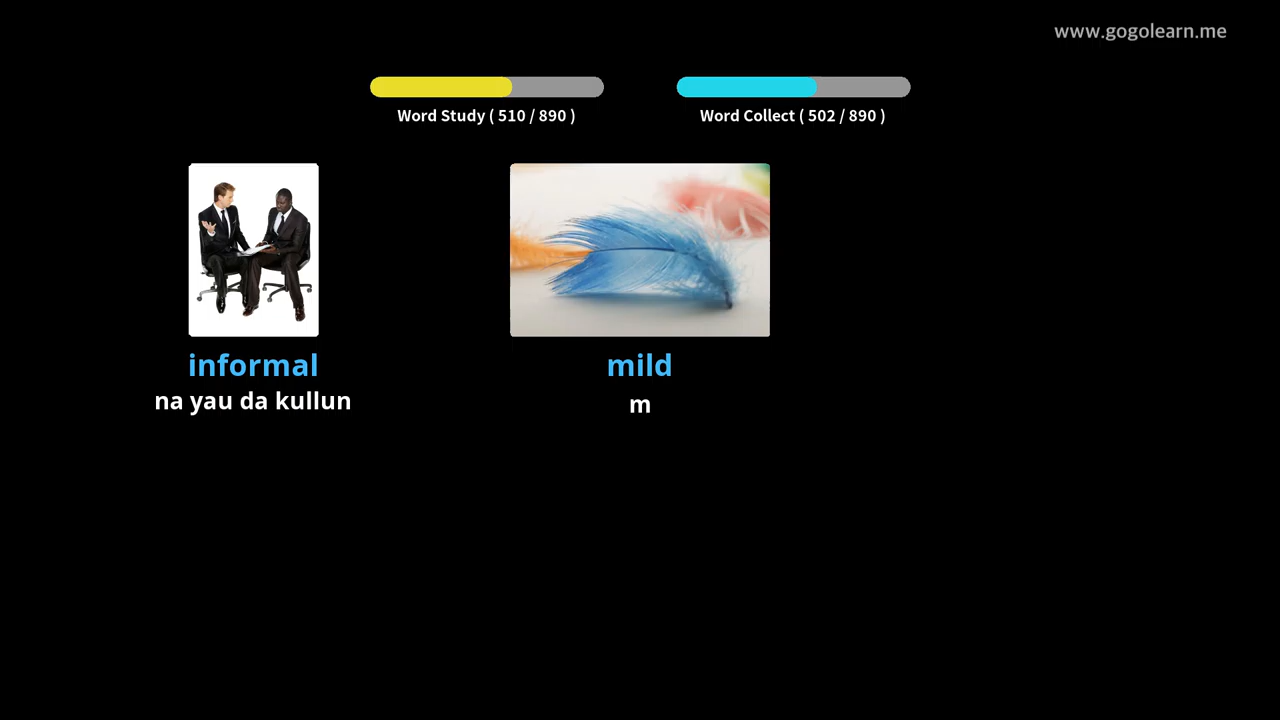 www.gogolearn.me
Word Study ( 510 / 890 )
Word Collect ( 502 / 890 )
informal
na yau da kullun
mild
m